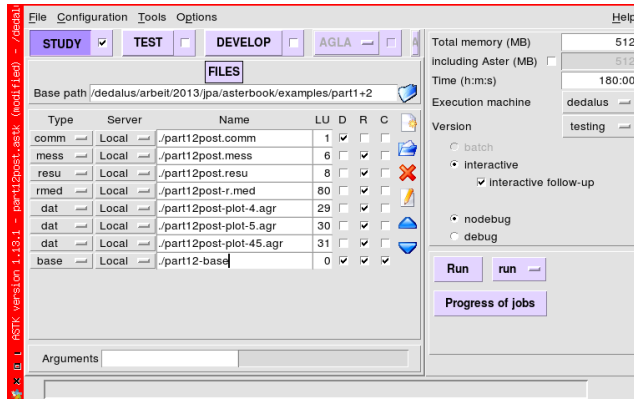 ASTK version 1.13.1 - part12post.astk (modified) - /dedal
File Configuration Tools Options Help
STUDY TEST DEVELOP AGLA
FILES
Base path /dedalus/arbeit/2013/jpa/asterbook/examples/part1+2
Type Server Name LU D R C
comm Local ./part12post.comm 1
mess Local ./part12post.mess 6
resu Local ./part12post.resu 8
rmed Local ./part12post-r.med 80
dat Local ./part12post-plot-4.agr 29
dat Local ./part12post-plot-5.agr 30
dat Local ./part12post-plot-45.agr 31
base Local ./part12-base 0
Arguments
Total memory (MB) 512
including Aster (MB) 512
Time (h:m:s) 180:00
Execution machine dedalus
Version testing
batch
interactive
interactive follow-up
nodebug
debug
Run run
Progress of jobs